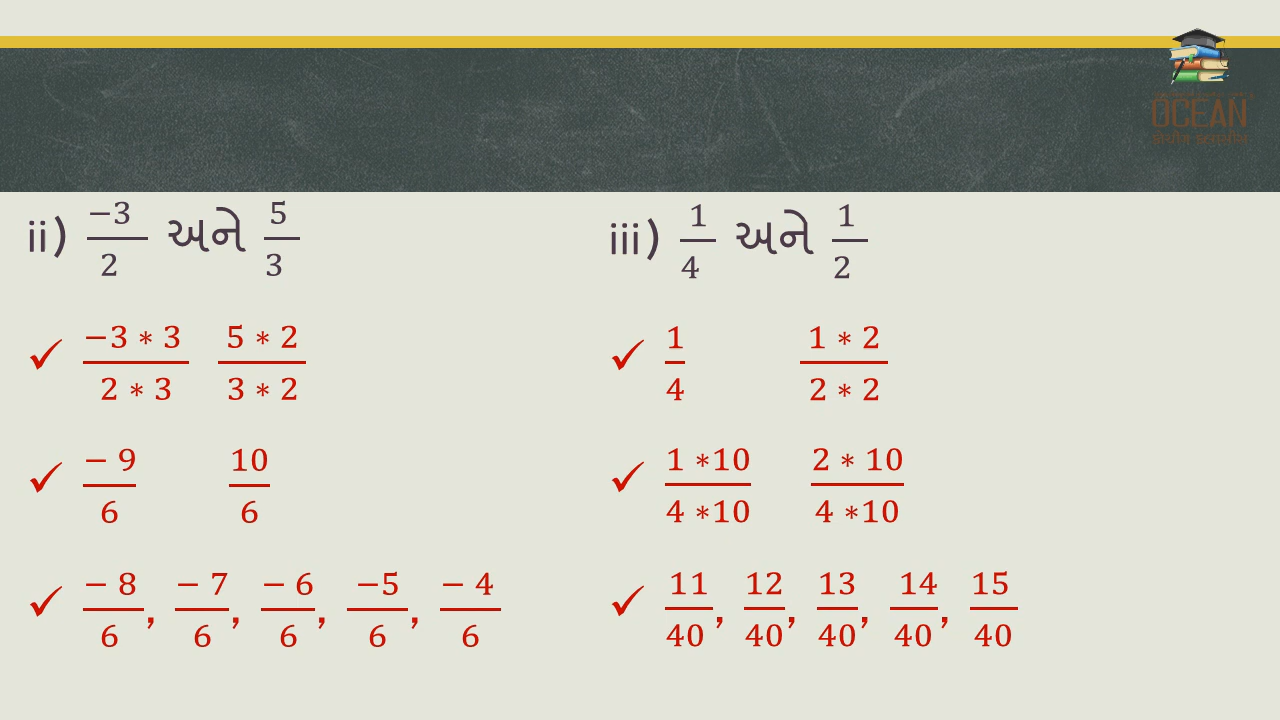 OCEAN
ii) −3/2 અને 5/3
✓ −3 ∗ 3/2 ∗ 3 5 ∗ 2/3 ∗ 2
✓ − 9/6 10/6
✓ − 8/6, − 7/6, − 6/6, −5/6, − 4/6
iii) 1/4 અને 1/2
✓ 1/4 1 ∗ 2/2 ∗ 2
✓ 1 ∗10/4 ∗10 2 ∗ 10/4 ∗10
✓ 11/40, 12/40, 13/40, 14/40, 15/40